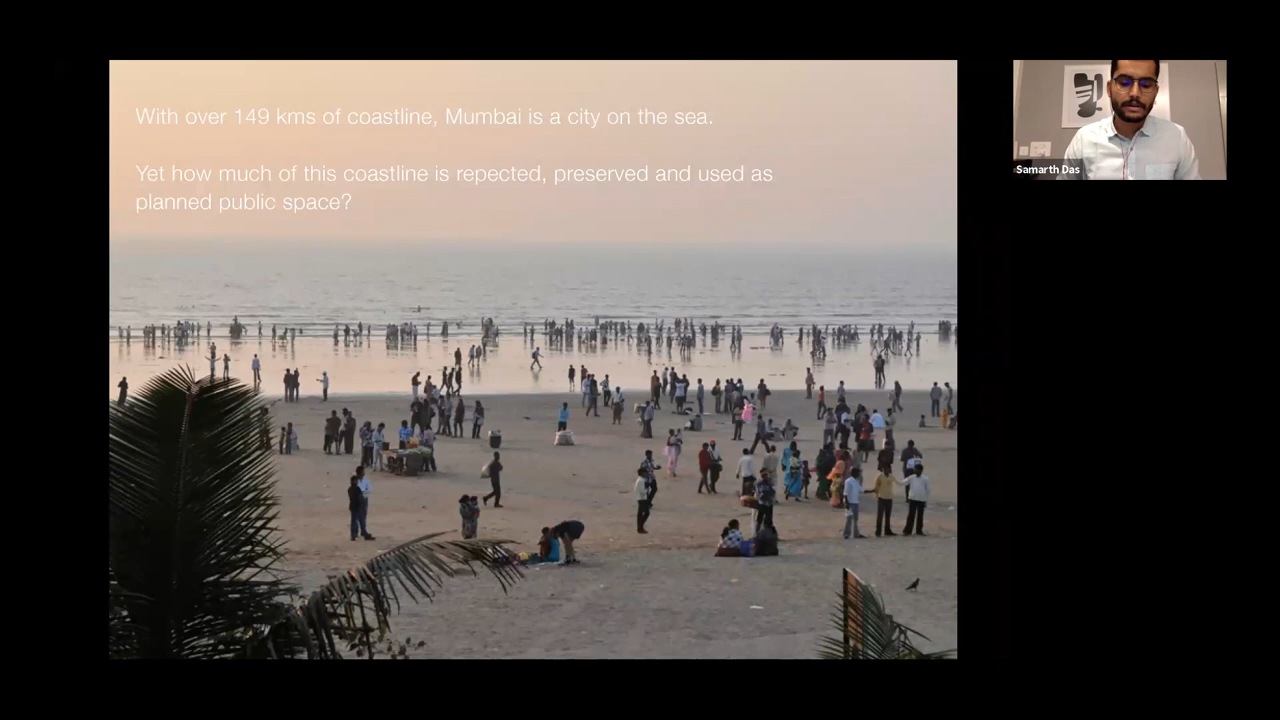 With over 149 kms of coastline, Mumbai is a city on the sea.
Yet how much of this coastline is repected, preserved and used as
planned public space?
Samarth Das